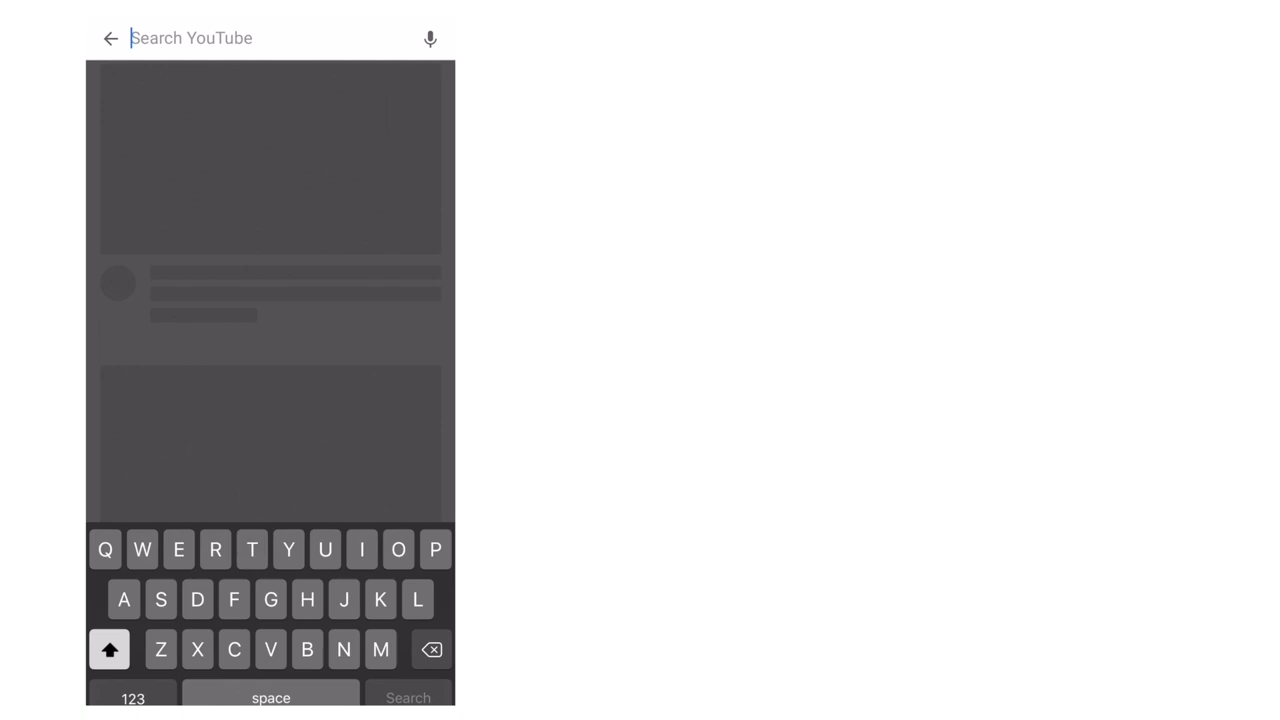 Search YouTube
Q W E R T Y U I O P
A S D F G H J K L
Z X C V B N M
123 space Search